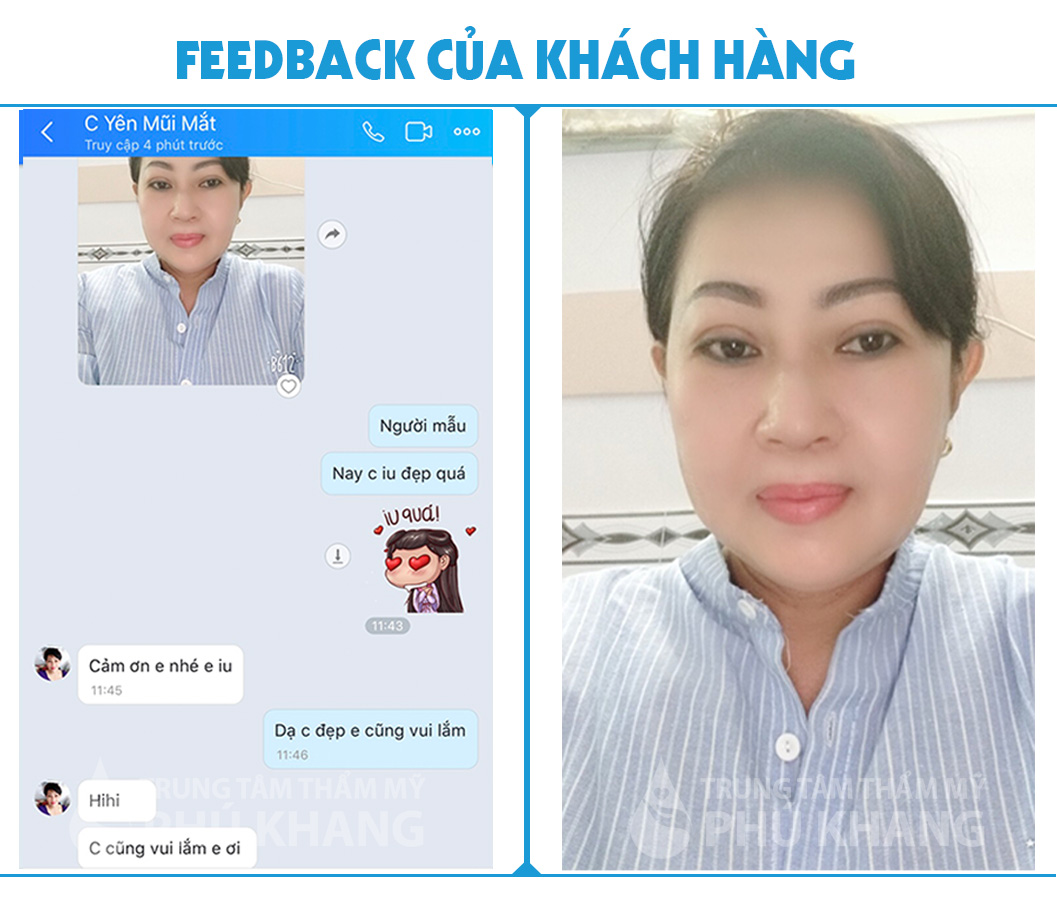 FEEDBACK CỦA KHÁCH HÀNG
C Yên Mũi Mắt
Truy cập 4 phút trước
B612
Người mẫu
Nay c iu đẹp quá
iu quá!
11:43
Cảm ơn e nhé e iu
11:45
Dạ c đẹp e cũng vui lắm
11:46
Hihi
C cũng vui lắm e ơi
TRUNG TÂM THẨM MỸ
PHÚ KHANG
TRUNG TÂM THẨM MỸ
PHÚ KHANG